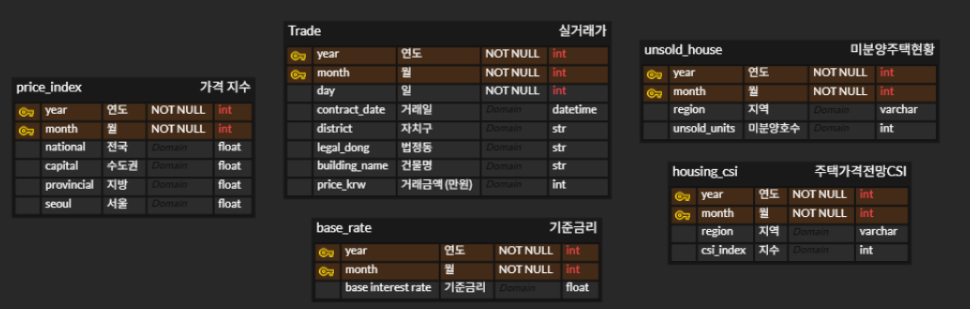 price_index 가격 지수
year 연도 NOT NULL int
month 월 NOT NULL int
national 전국 Domain float
capital 수도권 Domain float
provincial 지방 Domain float
seoul 서울 Domain float
Trade 실거래가
year 연도 NOT NULL int
month 월 NOT NULL int
day 일 NOT NULL int
contract_date 거래일 Domain datetime
district 자치구 Domain str
legal_dong 법정동 Domain str
building_name 건물명 Domain str
price_krw 거래금액 (만원) Domain int
base_rate 기준금리
year 연도 NOT NULL int
month 월 NOT NULL int
base interest rate 기준금리 Domain float
unsold_house 미분양주택현황
year 연도 NOT NULL int
month 월 NOT NULL int
region 지역 Domain varchar
unsold_units 미분양호수 Domain int
housing_csi 주택가격전망CSI
year 연도 NOT NULL int
month 월 NOT NULL int
region 지역 Domain varchar
csi_index 지수 Domain int